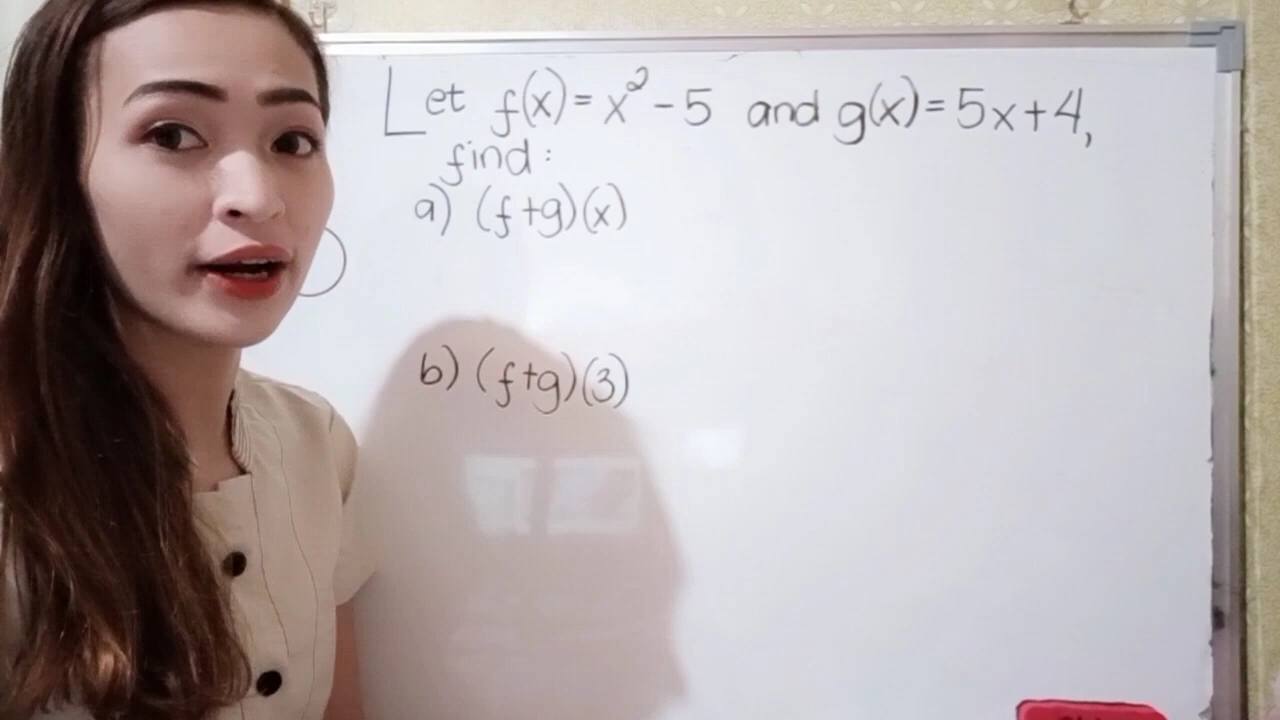 Let f(x) = x² - 5 and g(x) = 5x + 4,
find :
a) (f+g)(x)
b) (f+g)(3)